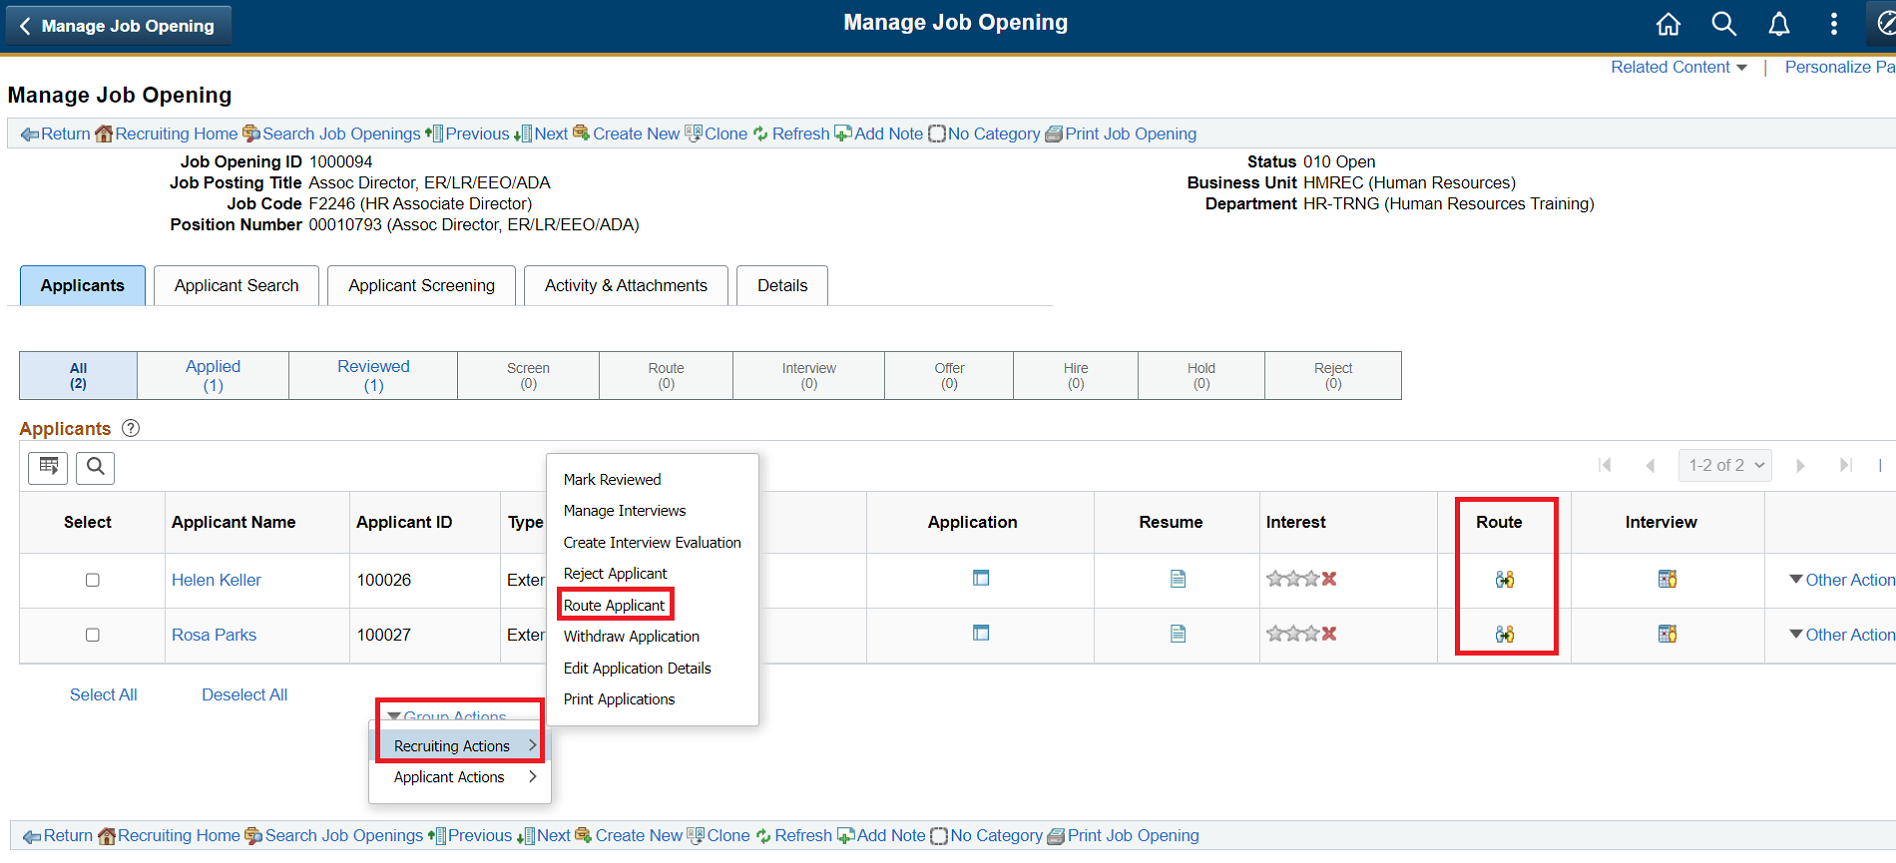 Manage Job Opening
Manage Job Opening
Related Content | Personalize Pa
Manage Job Opening
Return Recruiting Home Search Job Openings Previous Next Create New Clone Refresh Add Note No Category Print Job Opening
Job Opening ID 1000094
Status 010 Open
Job Posting Title Assoc Director, ER/LR/EEO/ADA
Business Unit HMREC (Human Resources)
Job Code F2246 (HR Associate Director)
Department HR-TRNG (Human Resources Training)
Position Number 00010793 (Assoc Director, ER/LR/EEO/ADA)
Applicants Applicant Search Applicant Screening Activity & Attachments Details
All Applied Reviewed Screen Route Interview Offer Hire Hold Reject
(2) (1) (1) (0) (0) (0) (0) (0) (0) (0)
Applicants ?
1-2 of 2 |
Select Applicant Name Applicant ID Type Application Resume Interest Route Interview
Helen Keller 100026 Exter Other Action
Rosa Parks 100027 Exter Other Action
Mark Reviewed
Manage Interviews
Create Interview Evaluation
Reject Applicant
Route Applicant
Withdraw Application
Edit Application Details
Print Applications
Select All Deselect All
Group Actions
Recruiting Actions
Applicant Actions
Return Recruiting Home Search Job Openings Previous Next Create New Clone Refresh Add Note No Category Print Job Opening